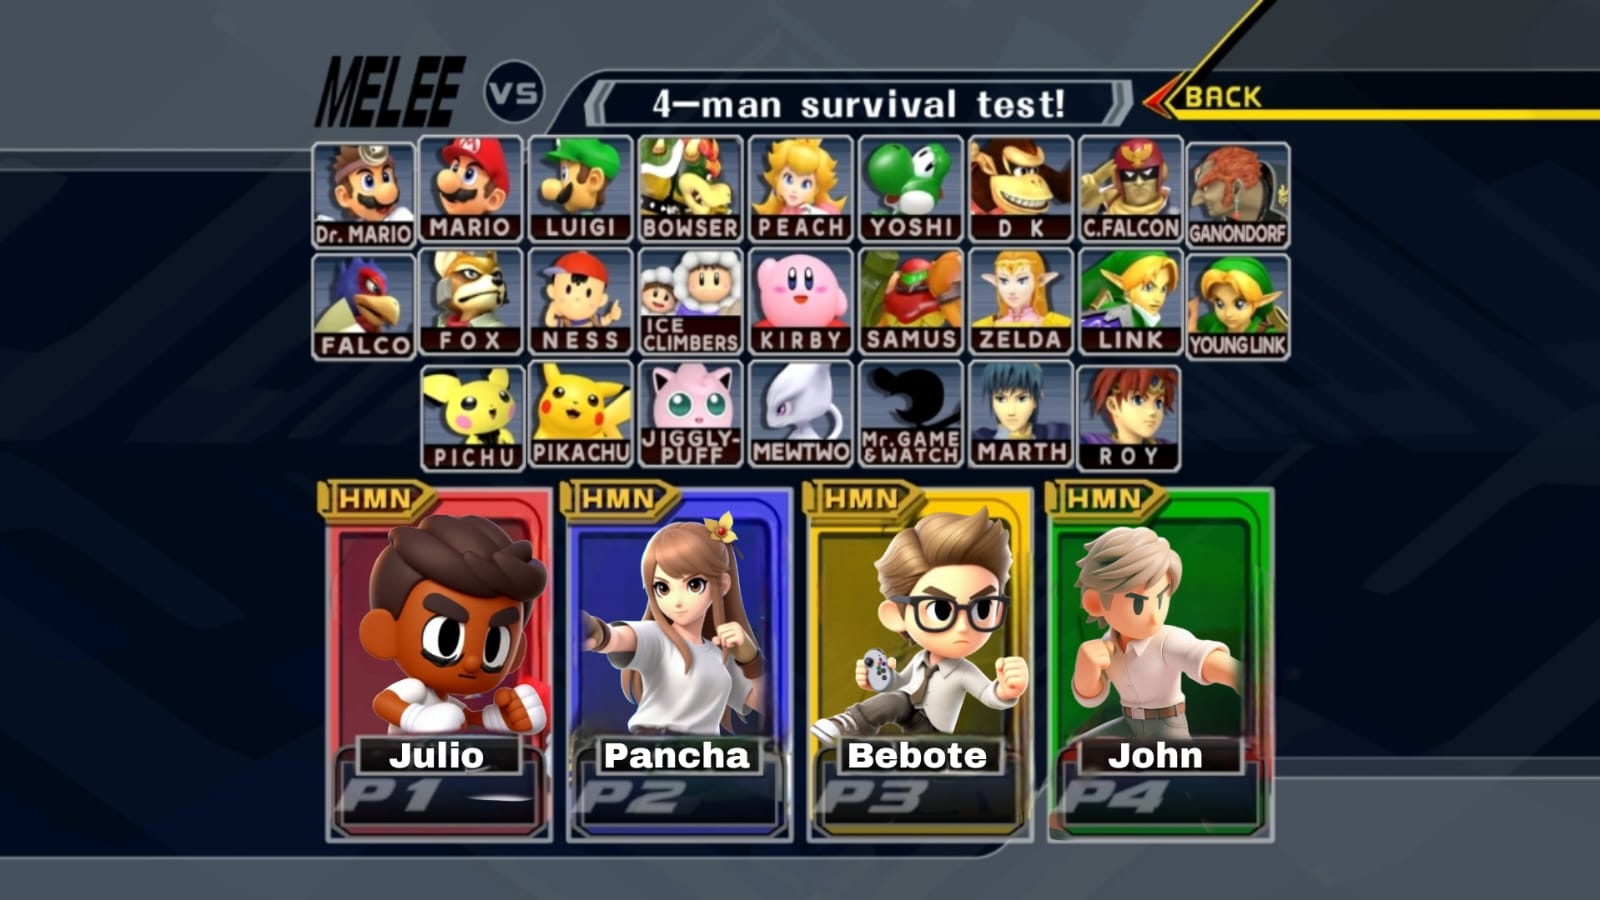 MELEE VS 4-man survival test! BACK
Dr. MARIO MARIO LUIGI BOWSER PEACH YOSHI D K C.FALCON GANONDORF
FALCO FOX NESS ICE CLIMBERS KIRBY SAMUS ZELDA LINK YOUNG LINK
PICHU PIKACHU JIGGLY-PUFF MEWTWO Mr. GAME & WATCH MARTH ROY
HMN HMN HMN HMN
M
Julio Pancha Bebote John
P1 P2 P3 P4